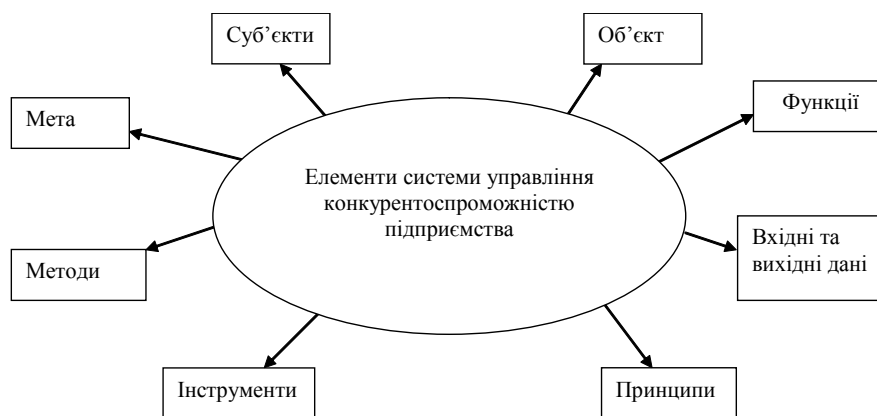 Суб’єкти
Об’єкт
Мета
Функції
Елементи системи управління
конкурентоспроможністю
підприємства
Методи
Вхідні та
вихідні дані
Інструменти
Принципи